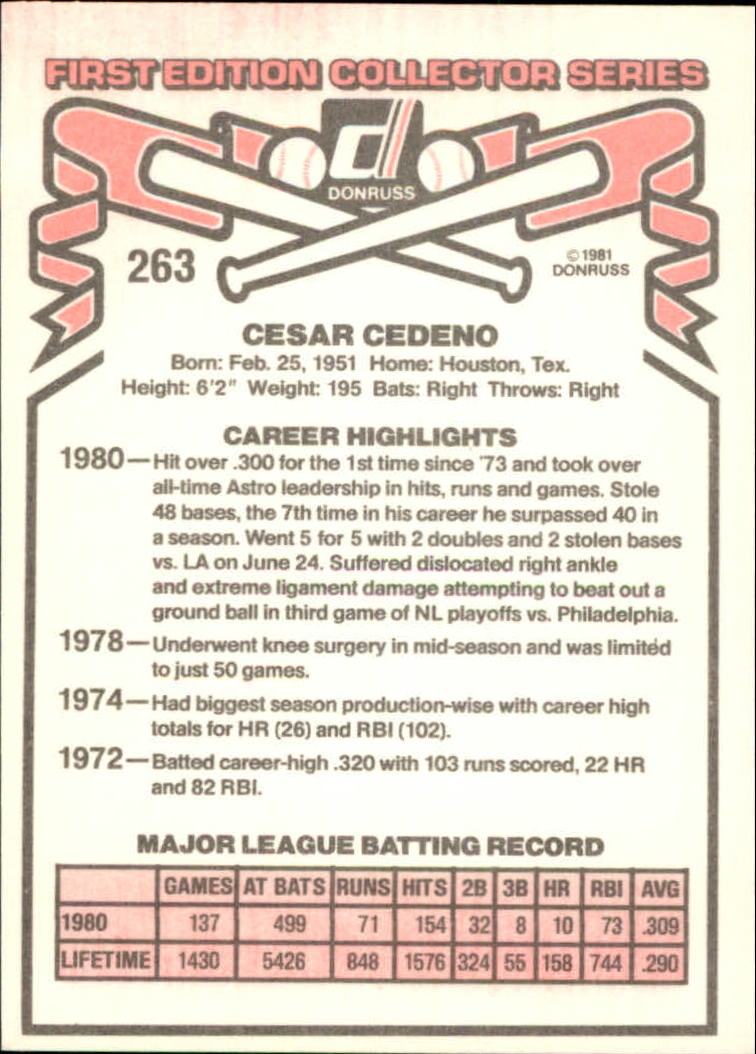 FIRST EDITION COLLECTOR SERIES
d
DONRUSS
263
© 1981
DONRUSS
CESAR CEDENO
Born: Feb. 25, 1951 Home: Houston, Tex.
Height: 6'2" Weight: 195 Bats: Right Throws: Right
CAREER HIGHLIGHTS
1980—Hit over .300 for the 1st time since '73 and took over
all-time Astro leadership in hits, runs and games. Stole
48 bases, the 7th time in his career he surpassed 40 in
a season. Went 5 for 5 with 2 doubles and 2 stolen bases
vs. LA on June 24. Suffered dislocated right ankle
and extreme ligament damage attempting to beat out a
ground ball in third game of NL playoffs vs. Philadelphia.
1978—Underwent knee surgery in mid-season and was limited
to just 50 games.
1974—Had biggest season production-wise with career high
totals for HR (26) and RBI (102).
1972—Batted career-high .320 with 103 runs scored, 22 HR
and 82 RBI.
MAJOR LEAGUE BATTING RECORD
GAMES AT BATS RUNS HITS 2B 3B HR RBI AVG
1980 137 499 71 154 32 8 10 73 .309
LIFETIME 1430 5426 848 1576 324 55 158 744 .290